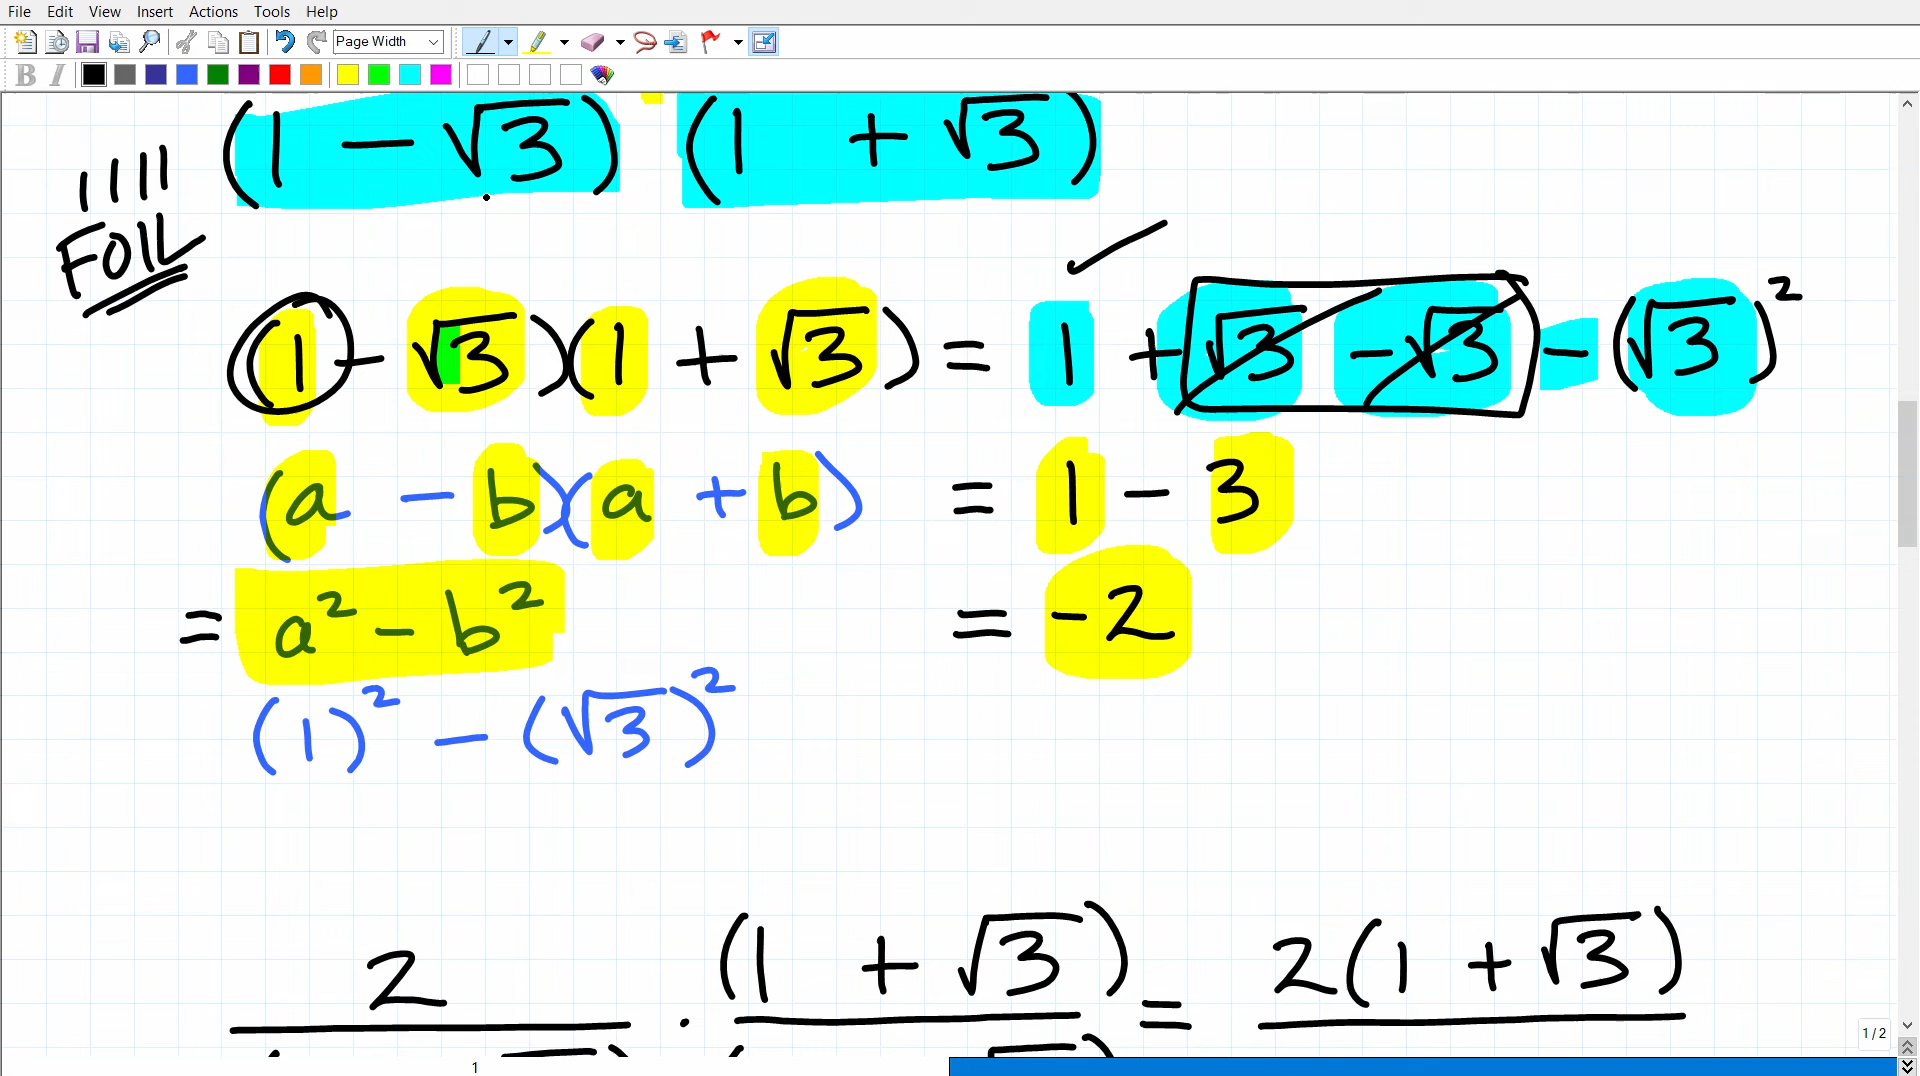 File Edit View Insert Actions Tools Help
Page Width
B I
(1 − √3) (1 + √3)
FOIL
(1 − √3)(1 + √3) = 1 + √3 − √3 − (√3)²
(a − b)(a + b) = 1 − 3
= a² − b² = −2
(1)² − (√3)²
2 · (1 + √3) = 2(1 + √3)
1/2
1